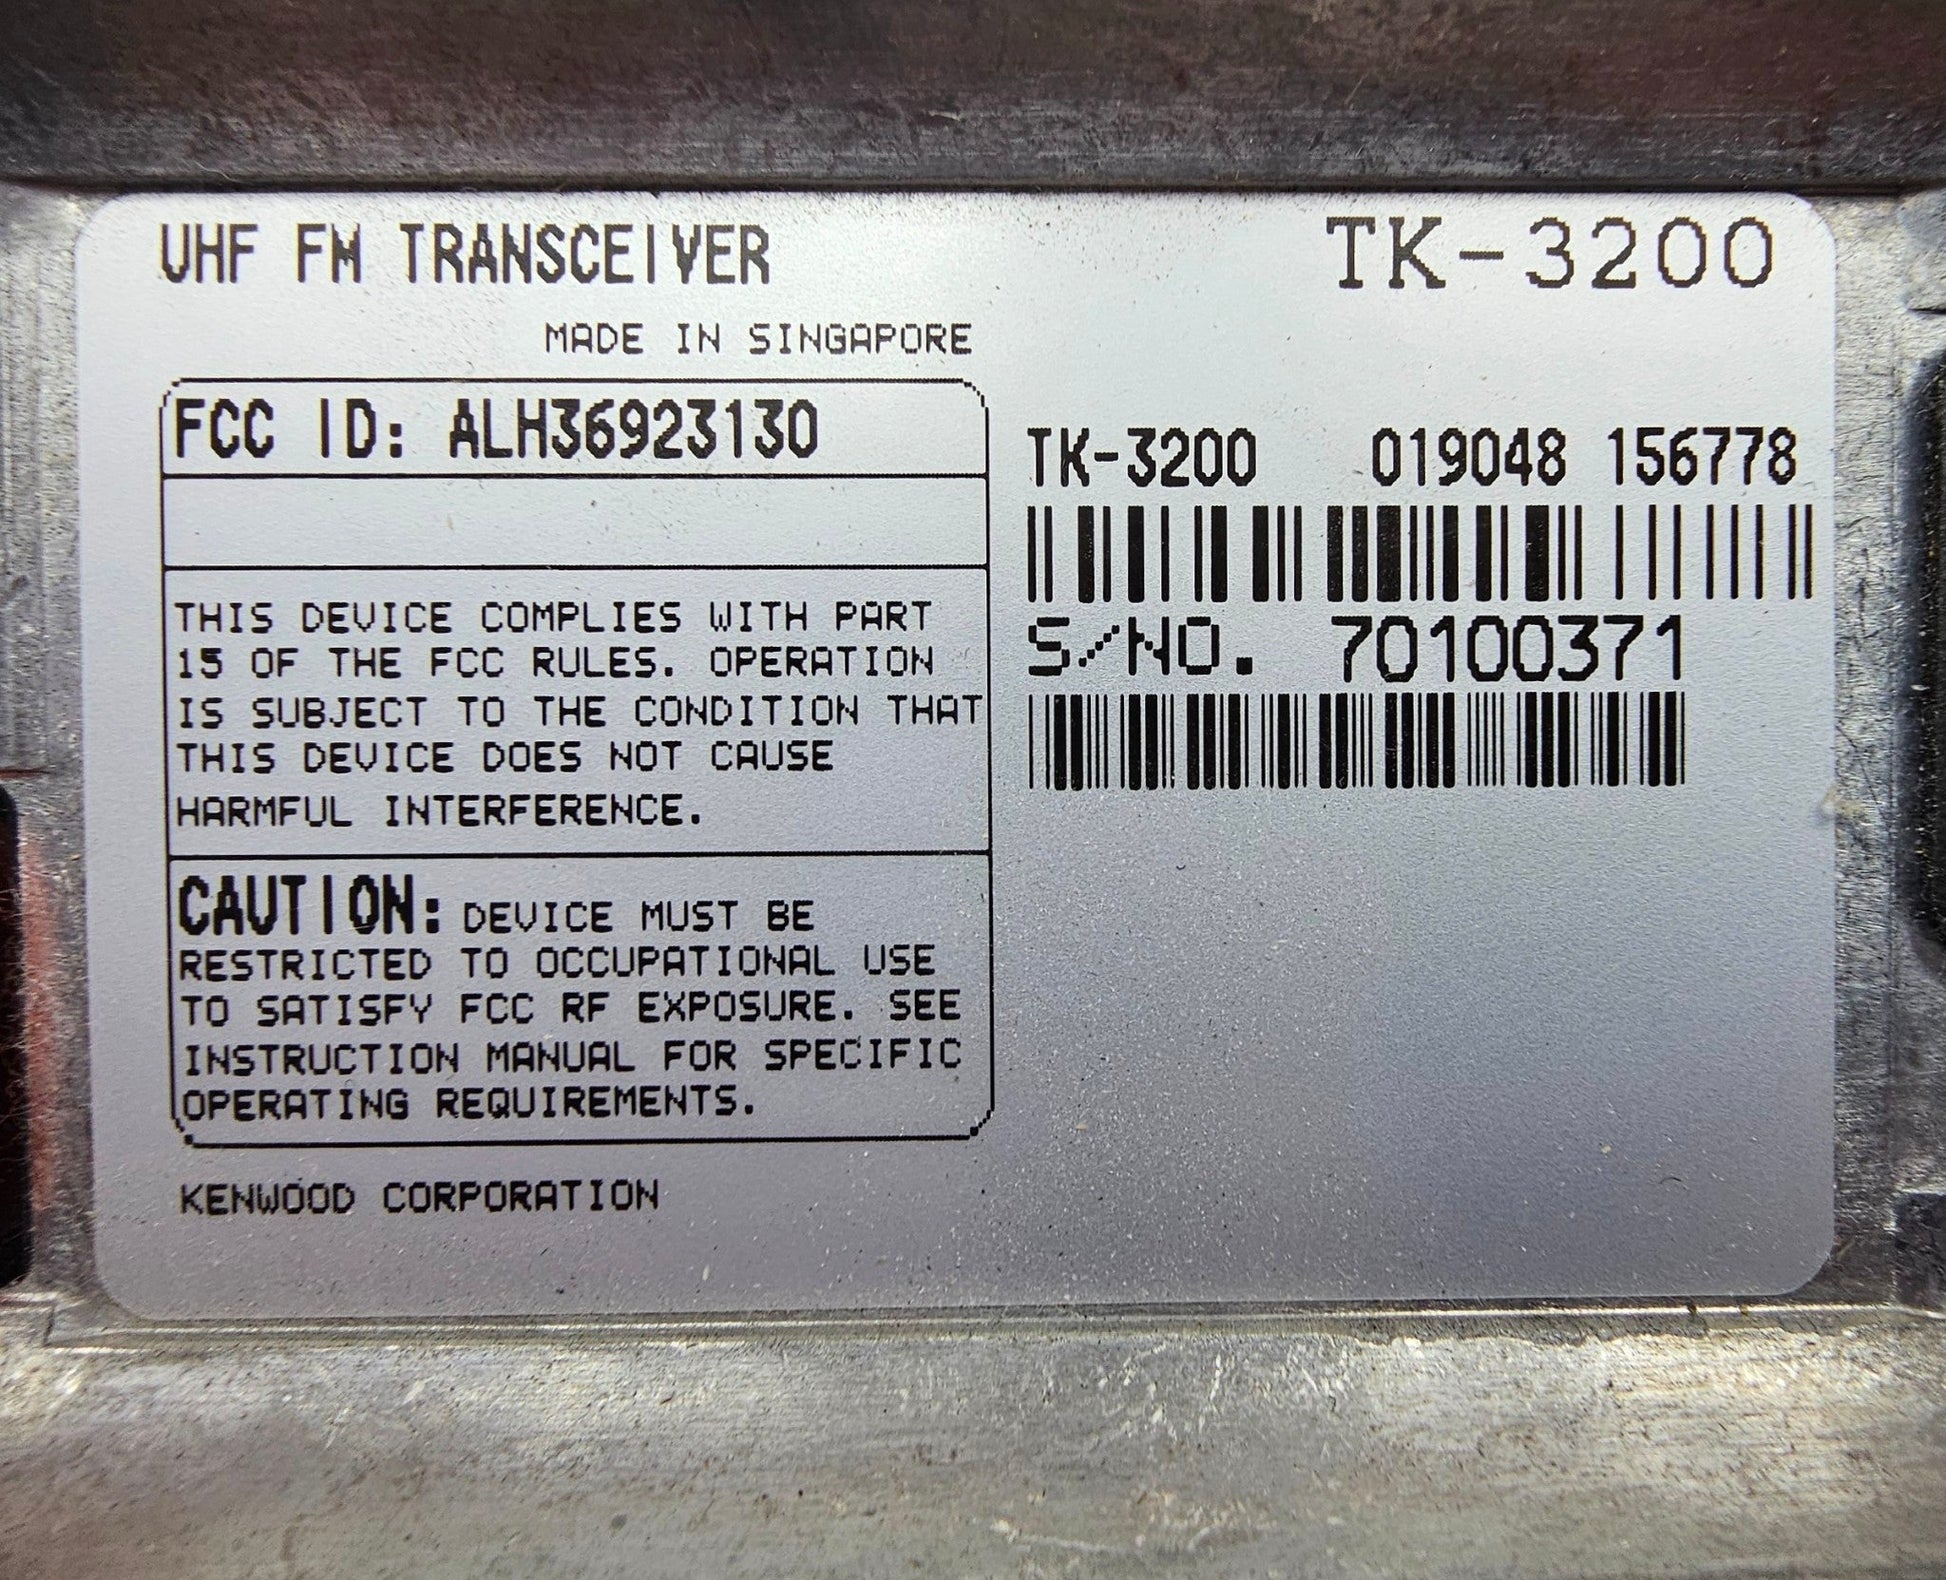 UHF FM TRANSCEIVER
TK-3200
MADE IN SINGAPORE
FCC ID: ALH36923130
THIS DEVICE COMPLIES WITH PART
15 OF THE FCC RULES. OPERATION
IS SUBJECT TO THE CONDITION THAT
THIS DEVICE DOES NOT CAUSE
HARMFUL INTERFERENCE.
CAUTION: DEVICE MUST BE
RESTRICTED TO OCCUPATIONAL USE
TO SATISFY FCC RF EXPOSURE. SEE
INSTRUCTION MANUAL FOR SPECIFIC
OPERATING REQUIREMENTS.
KENWOOD CORPORATION
TK-3200 019048 156778
S/NO. 70100371